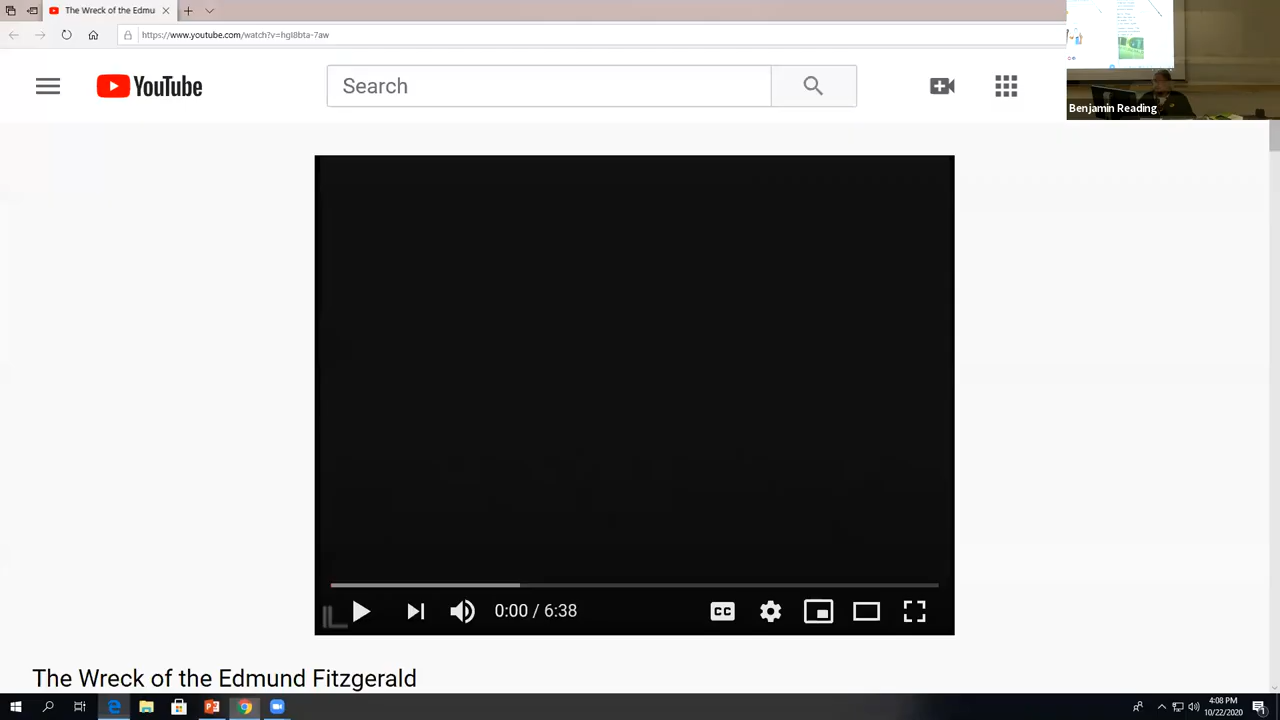 The Wreck of the Edmu
https://www.youtube.com/watch?v=hgI8bta-7aw
YouTube
Search
Benjamin Reading
0:00 / 6:38
CC
The Wreck of the Edmund Fitzgerald
4:08 PM
10/22/2020